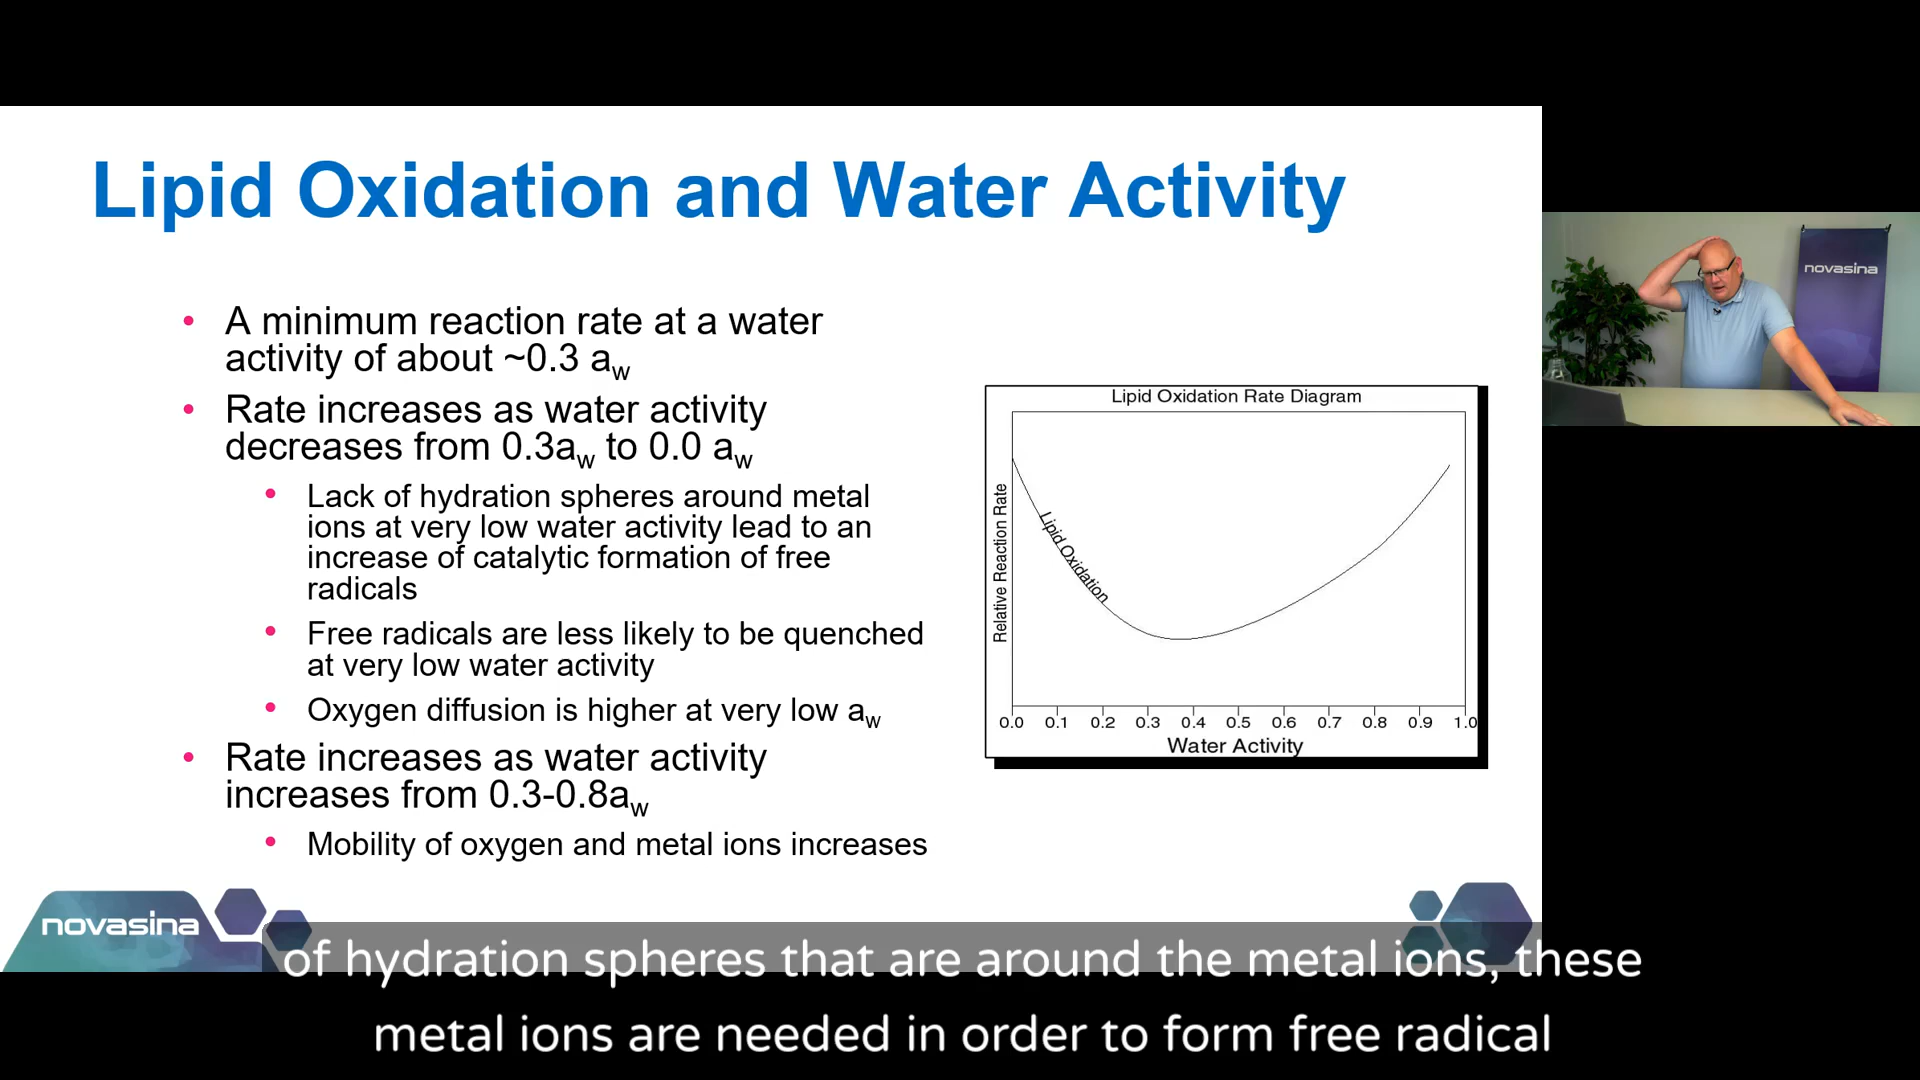 Lipid Oxidation and Water Activity
• A minimum reaction rate at a water
activity of about ~0.3 aw
• Rate increases as water activity
decreases from 0.3aw to 0.0 aw
• Lack of hydration spheres around metal
ions at very low water activity lead to an
increase of catalytic formation of free
radicals
• Free radicals are less likely to be quenched
at very low water activity
• Oxygen diffusion is higher at very low aw
• Rate increases as water activity
increases from 0.3-0.8aw
• Mobility of oxygen and metal ions increases
Lipid Oxidation Rate Diagram
Relative Reaction Rate
Lipid Oxidation
0.0 0.1 0.2 0.3 0.4 0.5 0.6 0.7 0.8 0.9 1.0
Water Activity
novasina
novasina
of hydration spheres that are around the metal ions, these
metal ions are needed in order to form free radical